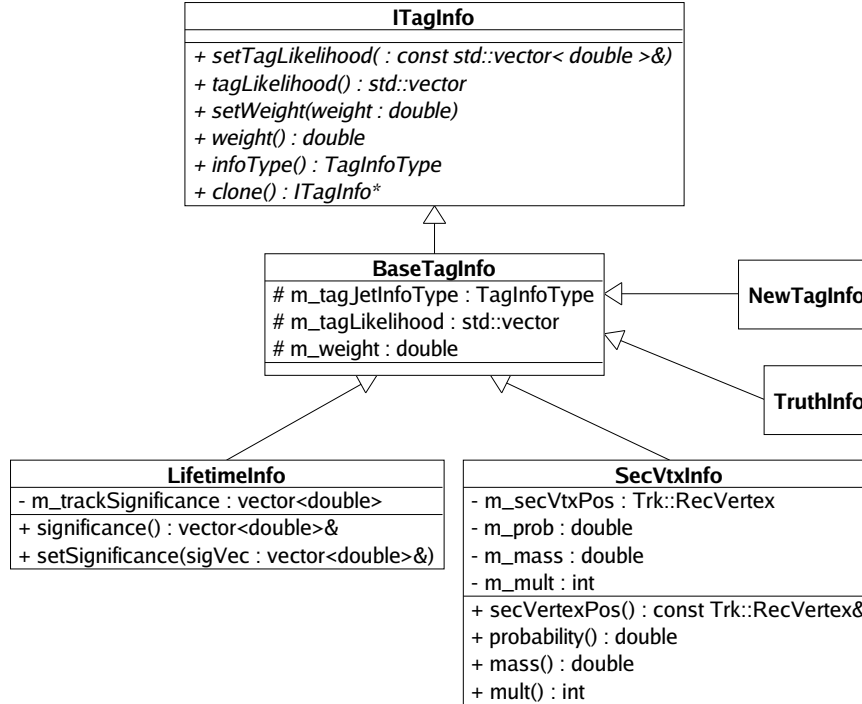 ITagInfo
+ setTagLikelihood( : const std::vector< double >&)
+ tagLikelihood() : std::vector
+ setWeight(weight : double)
+ weight() : double
+ infoType() : TagInfoType
+ clone() : ITagInfo*
BaseTagInfo
# m_tagJetInfoType : TagInfoType
# m_tagLikelihood : std::vector
# m_weight : double
NewTagInfo
TruthInfo
LifetimeInfo
- m_trackSignificance : vector<double>
+ significance() : vector<double>&
+ setSignificance(sigVec : vector<double>&)
SecVtxInfo
- m_secVtxPos : Trk::RecVertex
- m_prob : double
- m_mass : double
- m_mult : int
+ secVertexPos() : const Trk::RecVertex&
+ probability() : double
+ mass() : double
+ mult() : int